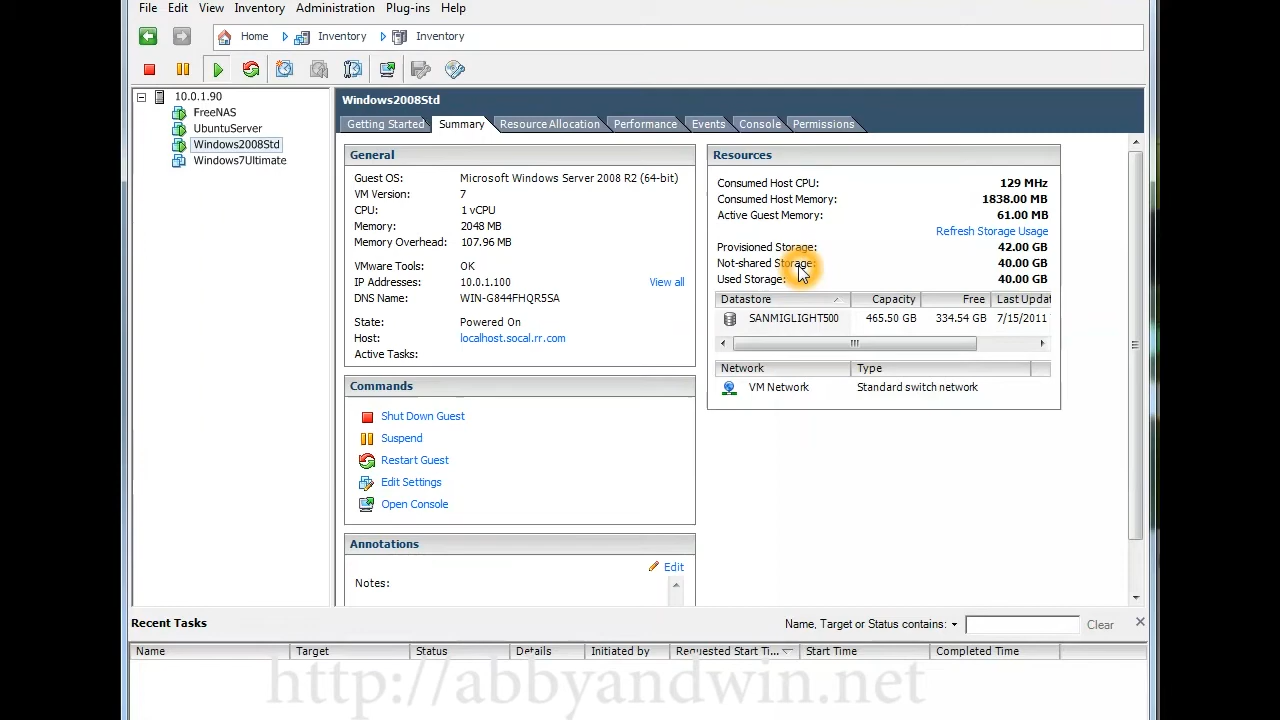 File Edit View Inventory Administration Plug-ins Help
Home Inventory Inventory
10.0.1.90
FreeNAS
UbuntuServer
Windows2008Std
Windows7Ultimate
Windows2008Std
Getting Started Summary Resource Allocation Performance Events Console Permissions
General
Guest OS: Microsoft Windows Server 2008 R2 (64-bit)
VM Version: 7
CPU: 1 vCPU
Memory: 2048 MB
Memory Overhead: 107.96 MB
VMware Tools: OK
IP Addresses: 10.0.1.100 View all
DNS Name: WIN-G844FHQR5SA
State: Powered On
Host: localhost.socal.rr.com
Active Tasks:
Commands
Shut Down Guest
Suspend
Restart Guest
Edit Settings
Open Console
Annotations
Edit
Notes:
Resources
Consumed Host CPU: 129 MHz
Consumed Host Memory: 1838.00 MB
Active Guest Memory: 61.00 MB
Refresh Storage Usage
Provisioned Storage: 42.00 GB
Not-shared Storage: 40.00 GB
Used Storage: 40.00 GB
Datastore Capacity Free Last Updat
SANMIGLIGHT500 465.50 GB 334.54 GB 7/15/2011
Network Type
VM Network Standard switch network
Recent Tasks Name, Target or Status contains: Clear
Name Target Status Details Initiated by Requested Start Ti... Start Time Completed Time
http://abbyandwin.net